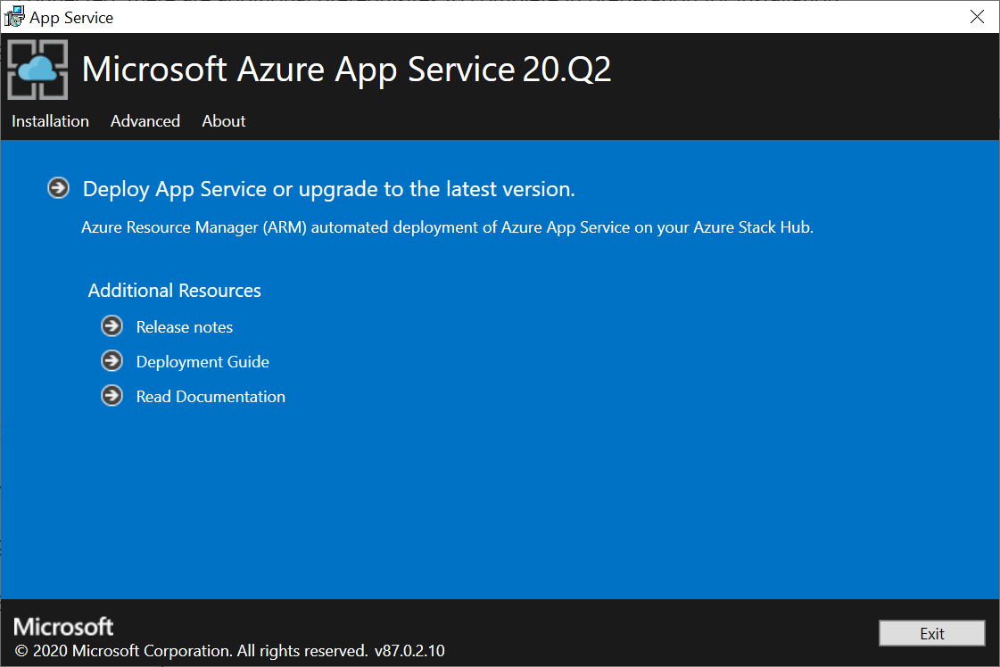 App Service
Microsoft Azure App Service 20.Q2
Installation Advanced About
Deploy App Service or upgrade to the latest version.
Azure Resource Manager (ARM) automated deployment of Azure App Service on your Azure Stack Hub.
Additional Resources
Release notes
Deployment Guide
Read Documentation
Microsoft
© 2020 Microsoft Corporation. All rights reserved. v87.0.2.10
Exit